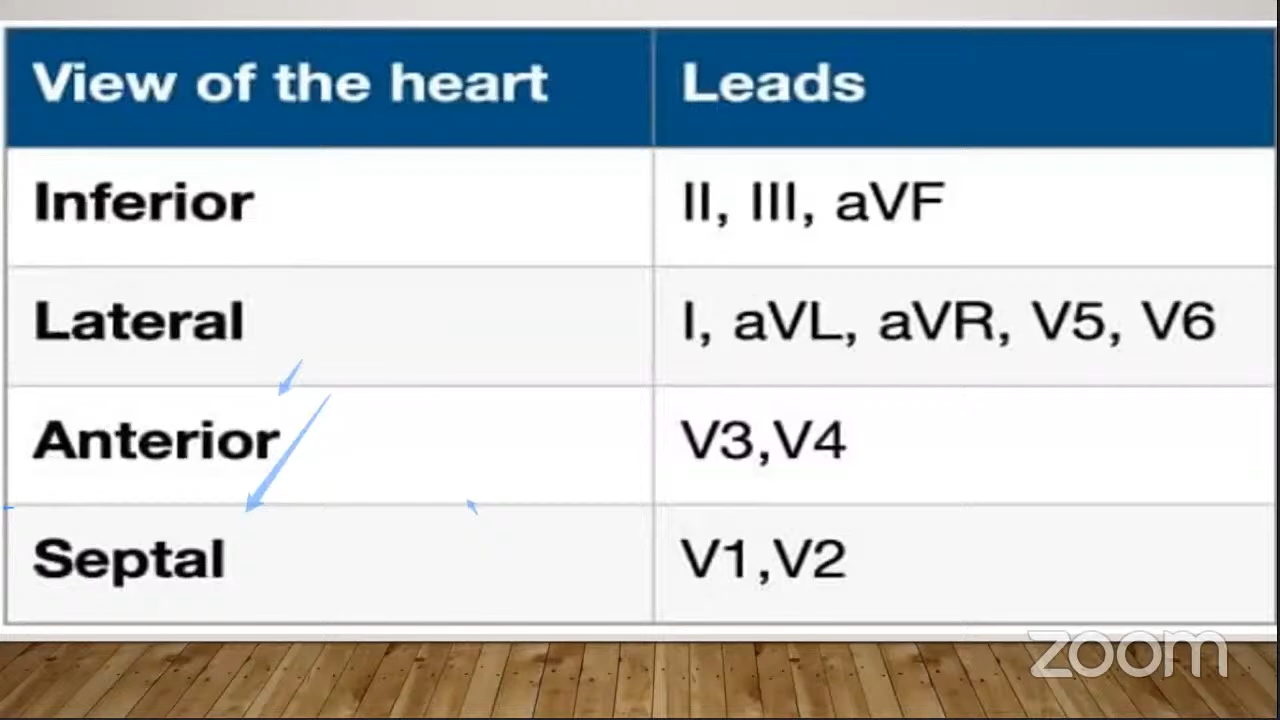 View of the heart Leads
Inferior II, III, aVF
Lateral I, aVL, aVR, V5, V6
Anterior V3,V4
Septal V1,V2
zoom